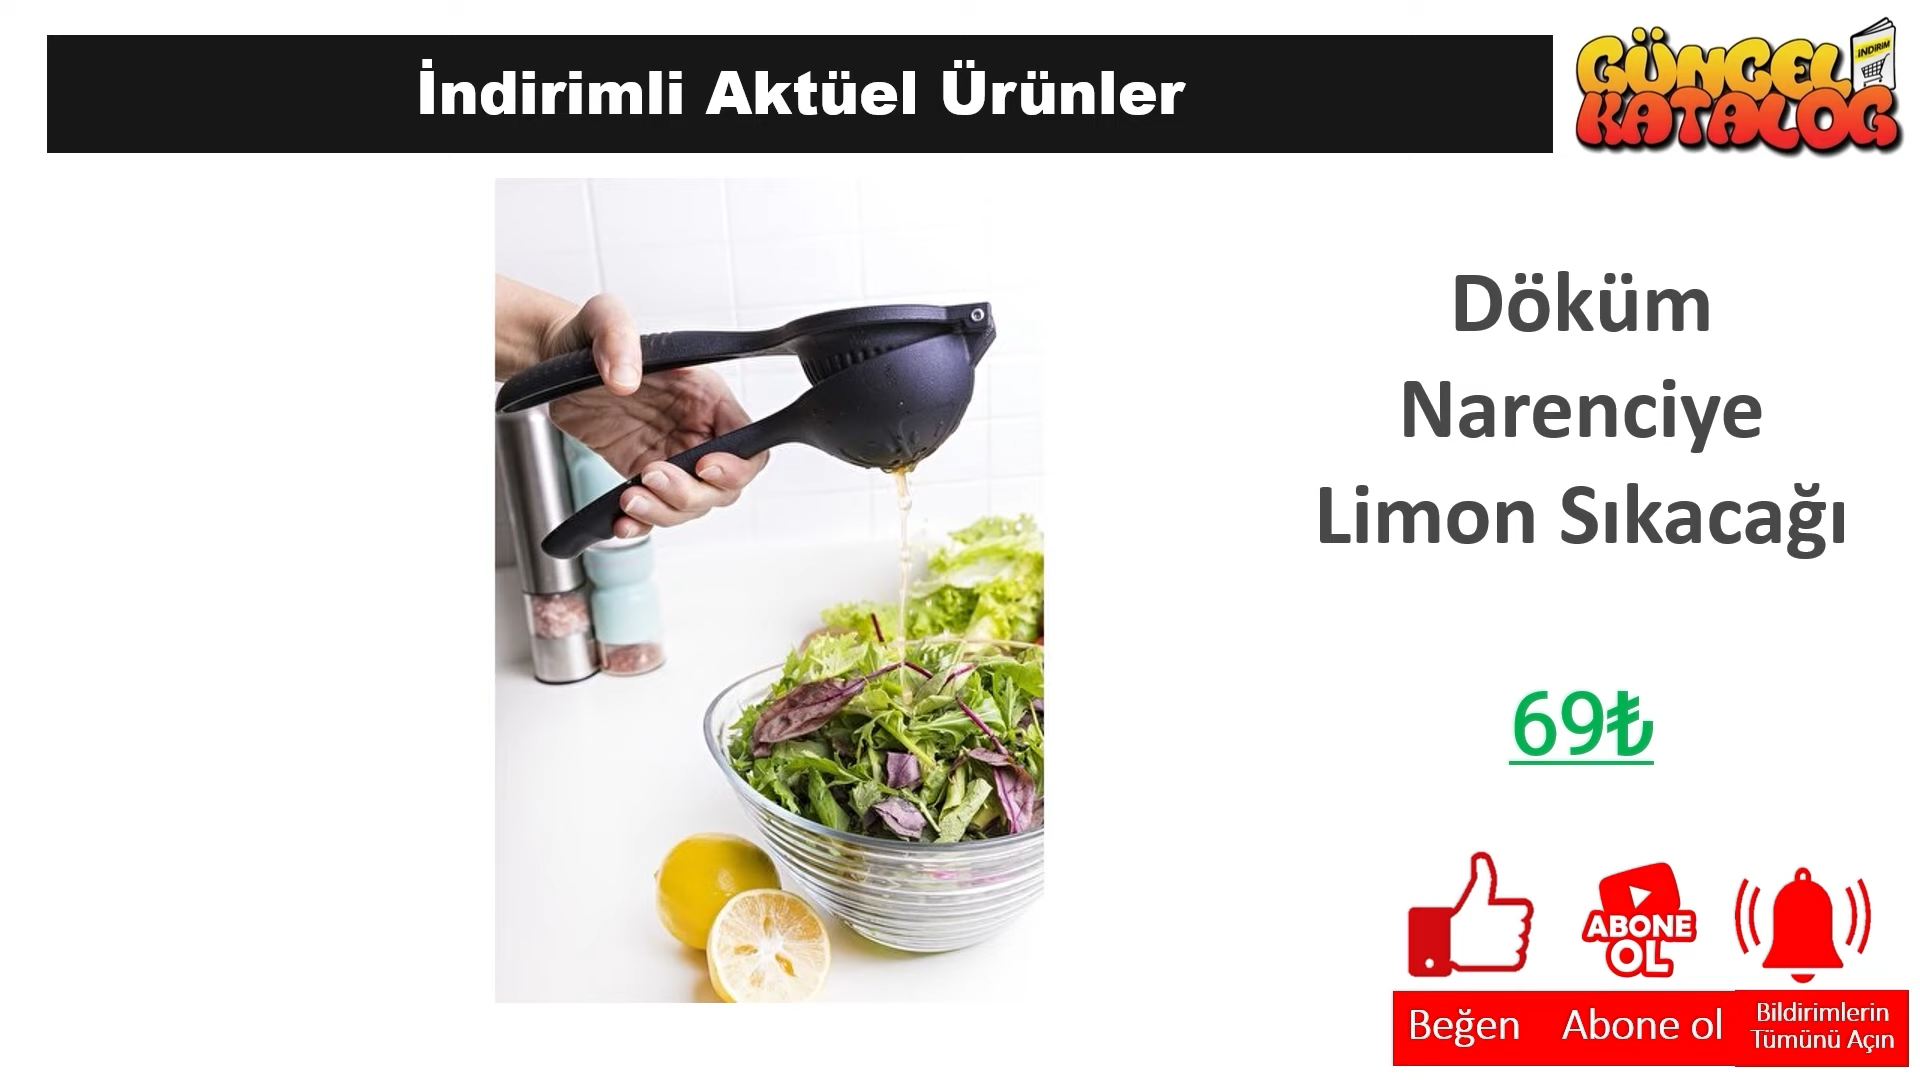 İndirimli Aktüel Ürünler
GÜNCEL
KATALOG
İNDİRİM
Döküm
Narenciye
Limon Sıkacağı
69₺
ABONE
OL
Beğen
Abone ol
Bildirimlerin
Tümünü Açın